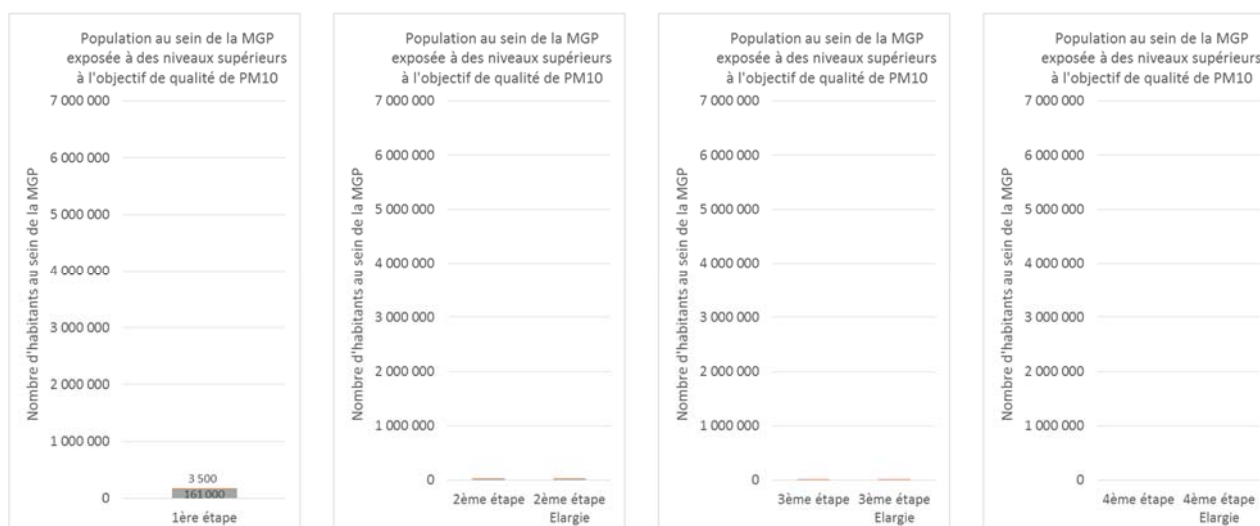 Population au sein de la MGP
exposée à des niveaux supérieurs
à l'objectif de qualité de PM10
7 000 000
6 000 000
5 000 000
4 000 000
3 000 000
2 000 000
1 000 000
0
Nombre d'habitants au sein de la MGP
3 500
161 000
1ère étape
Population au sein de la MGP
exposée à des niveaux supérieurs
à l'objectif de qualité de PM10
7 000 000
6 000 000
5 000 000
4 000 000
3 000 000
2 000 000
1 000 000
0
Nombre d'habitants au sein de la MGP
2ème étape
2ème étape
Elargie
Population au sein de la MGP
exposée à des niveaux supérieurs
à l'objectif de qualité de PM10
7 000 000
6 000 000
5 000 000
4 000 000
3 000 000
2 000 000
1 000 000
0
Nombre d'habitants au sein de la MGP
3ème étape
3ème étape
Elargie
Population au sein de la MGP
exposée à des niveaux supérieurs
à l'objectif de qualité de PM10
7 000 000
6 000 000
5 000 000
4 000 000
3 000 000
2 000 000
1 000 000
0
Nombre d'habitants au sein de la MGP
4ème étape
4ème étape
Elargie